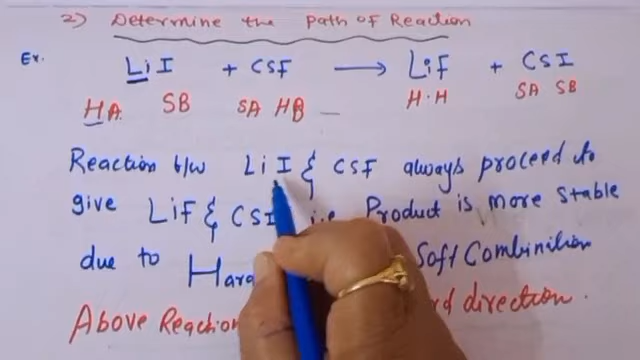 2) Determine the Path of Reaction
Ex. LiI + CsF → LiF + CsI
HA SB SA HB H.H SA SB
Reaction b/w LiI & CsF always proceed to
give LiF & CsI i.e. Product is more Stable
due to Hard Soft Combinition
Above Reaction direction.